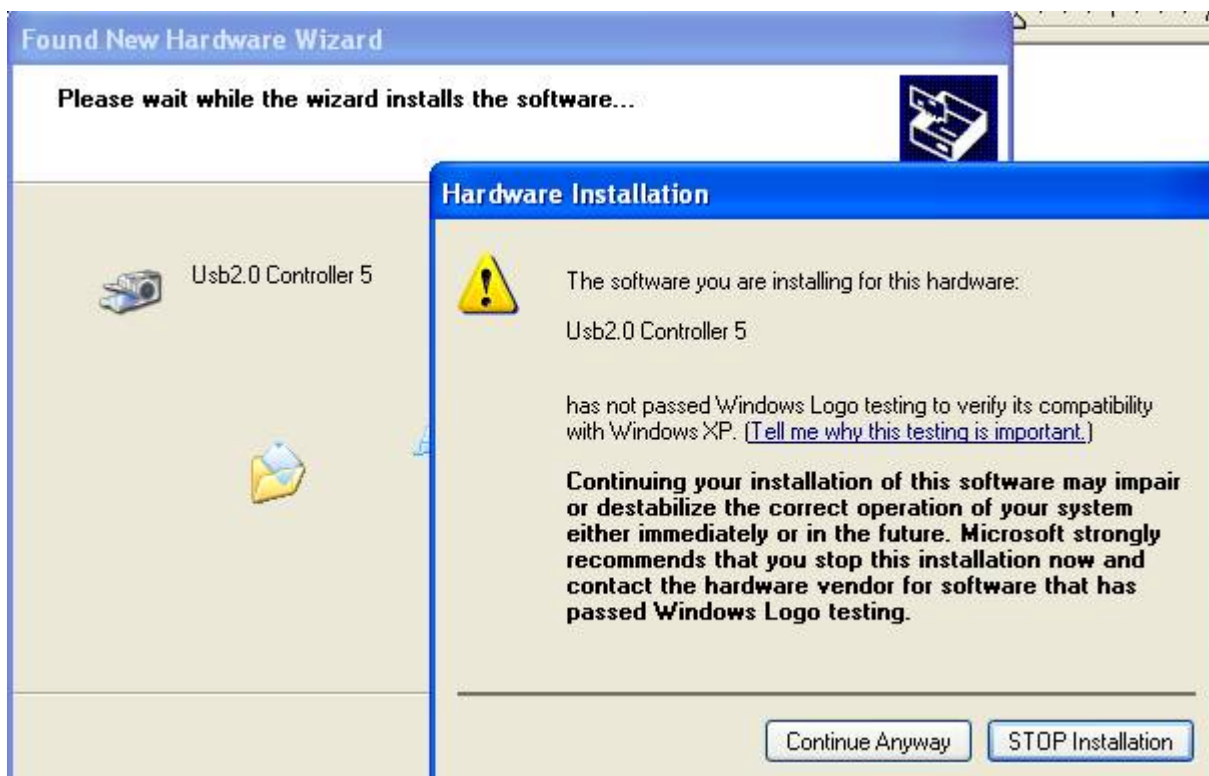 Found New Hardware Wizard
Please wait while the wizard installs the software...
Usb2.0 Controller 5
Hardware Installation
The software you are installing for this hardware:
Usb2.0 Controller 5
has not passed Windows Logo testing to verify its compatibility
with Windows XP. (Tell me why this testing is important.)
Continuing your installation of this software may impair
or destabilize the correct operation of your system
either immediately or in the future. Microsoft strongly
recommends that you stop this installation now and
contact the hardware vendor for software that has
passed Windows Logo testing.
Continue Anyway
STOP Installation